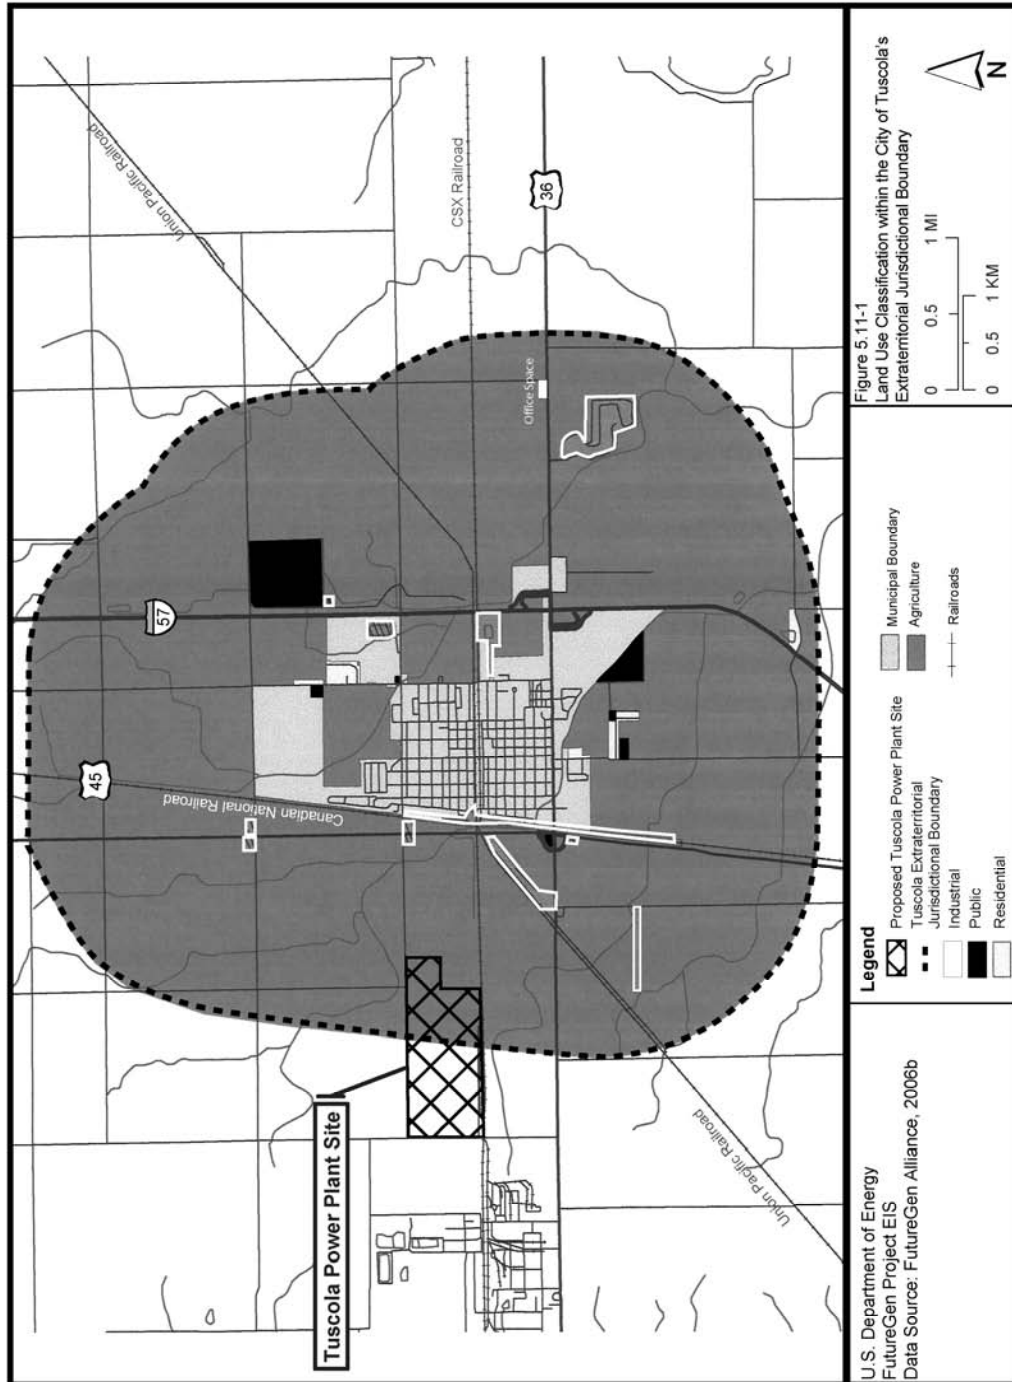 Union Pacific Railroad
CSX Railroad
36
57
45
Canadian National Railroad
Office Space
Tuscola Power Plant Site
Union Pacific Railroad
U.S. Department of Energy
FutureGen Project EIS
Data Source: FutureGen Alliance, 2006b
Legend
Proposed Tuscola Power Plant Site
Tuscola Extraterritorial
Jurisdictional Boundary
Industrial
Public
Residential
Municipal Boundary
Agriculture
Railroads
Figure 5.11-1
Land Use Classification within the City of Tuscola's
Extraterritorial Jurisdictional Boundary
0 0.5 1 MI
0 0.5 1 KM
N